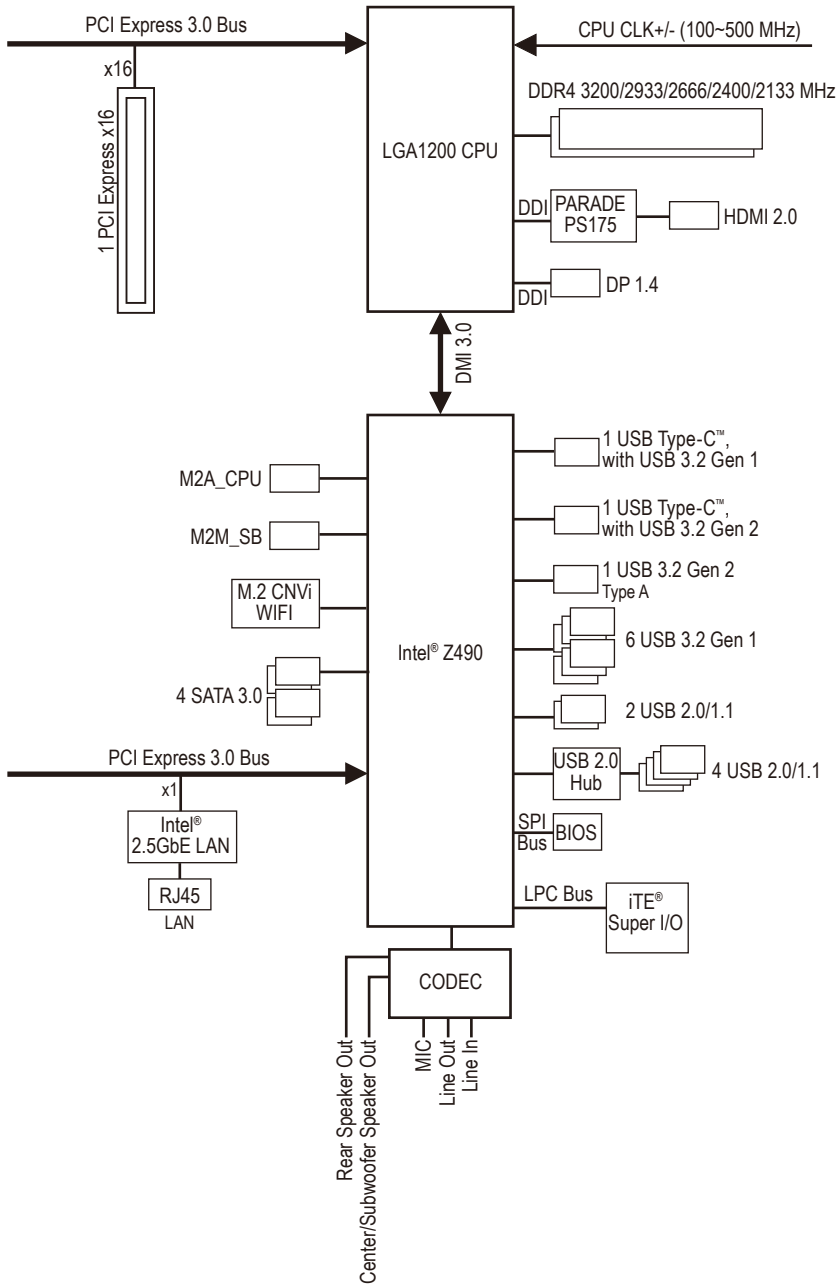 PCI Express 3.0 Bus
CPU CLK+/- (100~500 MHz)
x16
1 PCI Express x16
LGA1200 CPU
DDR4 3200/2933/2666/2400/2133 MHz
DDI
PARADE
PS175
HDMI 2.0
DDI
DP 1.4
DMI 3.0
Intel® Z490
M2A_CPU
M2M_SB
M.2 CNVi
WIFI
4 SATA 3.0
PCI Express 3.0 Bus
x1
Intel®
2.5GbE LAN
RJ45
LAN
1 USB Type-C™,
with USB 3.2 Gen 1
1 USB Type-C™,
with USB 3.2 Gen 2
1 USB 3.2 Gen 2
Type A
6 USB 3.2 Gen 1
2 USB 2.0/1.1
USB 2.0
Hub
4 USB 2.0/1.1
SPI
Bus
BIOS
LPC Bus
iTE®
Super I/O
CODEC
Rear Speaker Out
Center/Subwoofer Speaker Out
MIC
Line Out
Line In